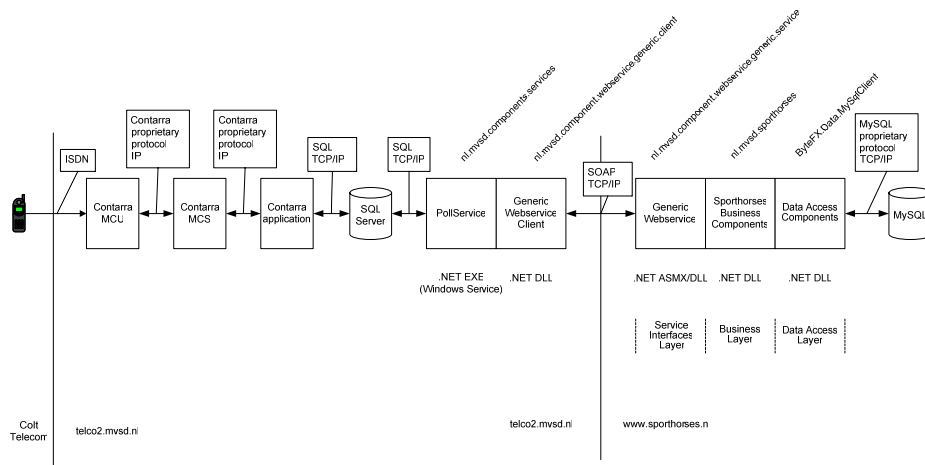 nl.mvsd.components.services
nl.mvsd.component.webservice.generic.client
nl.mvsd.component.webservice.generic.service
nl.mvsd.sporthorses
ByteFX.Data.MySqlClient
Contarra
proprietary
protocol
IP
Contarra
proprietary
protocol
IP
SQL
TCP/IP
SQL
TCP/IP
MySQL
proprietary
protocol
TCP/IP
ISDN
SOAP
TCP/IP
Contarra
MCU
Contarra
MCS
Contarra
application
SQL
Server
PollService
Generic
Webservice
Client
Generic
Webservice
Sporthorses
Business
Components
Data Access
Components
MySQL
.NET EXE
(Windows Service)
.NET DLL
.NET ASMX/DLL
.NET DLL
.NET DLL
Service
Interfaces
Layer
Business
Layer
Data Access
Layer
Colt
Telecom
telco2.mvsd.nl
telco2.mvsd.nl
www.sporthorses.n